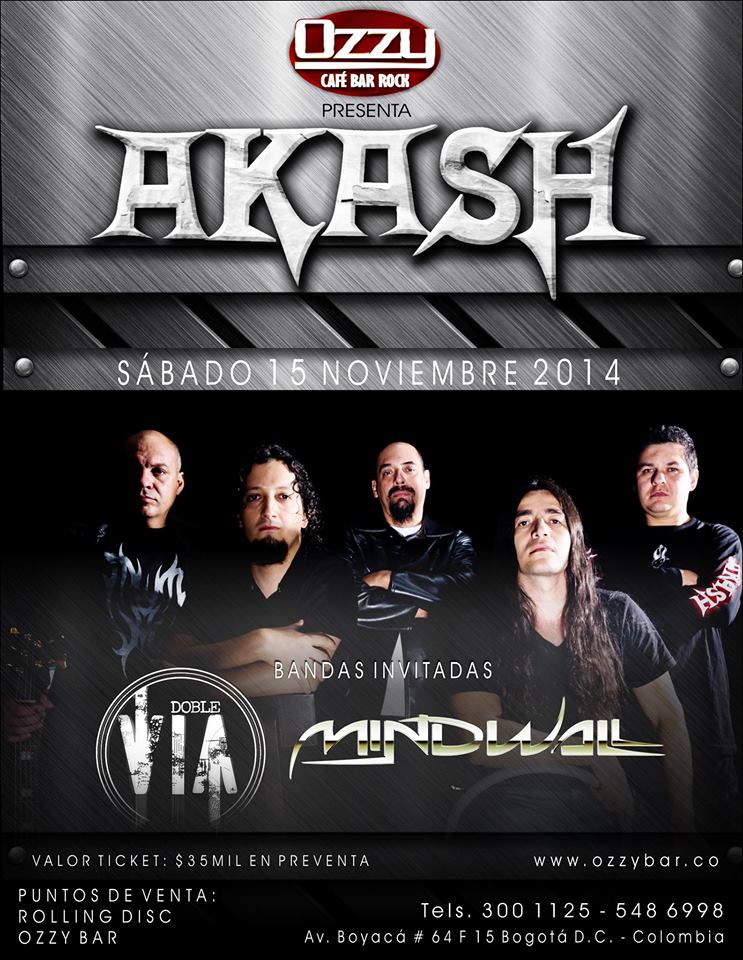 Ozzy
CAFÉ BAR ROCK
PRESENTA
AKASH
SÁBADO 15 NOVIEMBRE 2014
BANDAS INVITADAS
DOBLE
VIA
MINDWALL
VALOR TICKET: $35MIL EN PREVENTA
www.ozzybar.co
PUNTOS DE VENTA:
ROLLING DISC
OZZY BAR
Tels. 300 1125 - 548 6998
Av. Boyacá # 64 F 15 Bogotá D.C. - Colombia